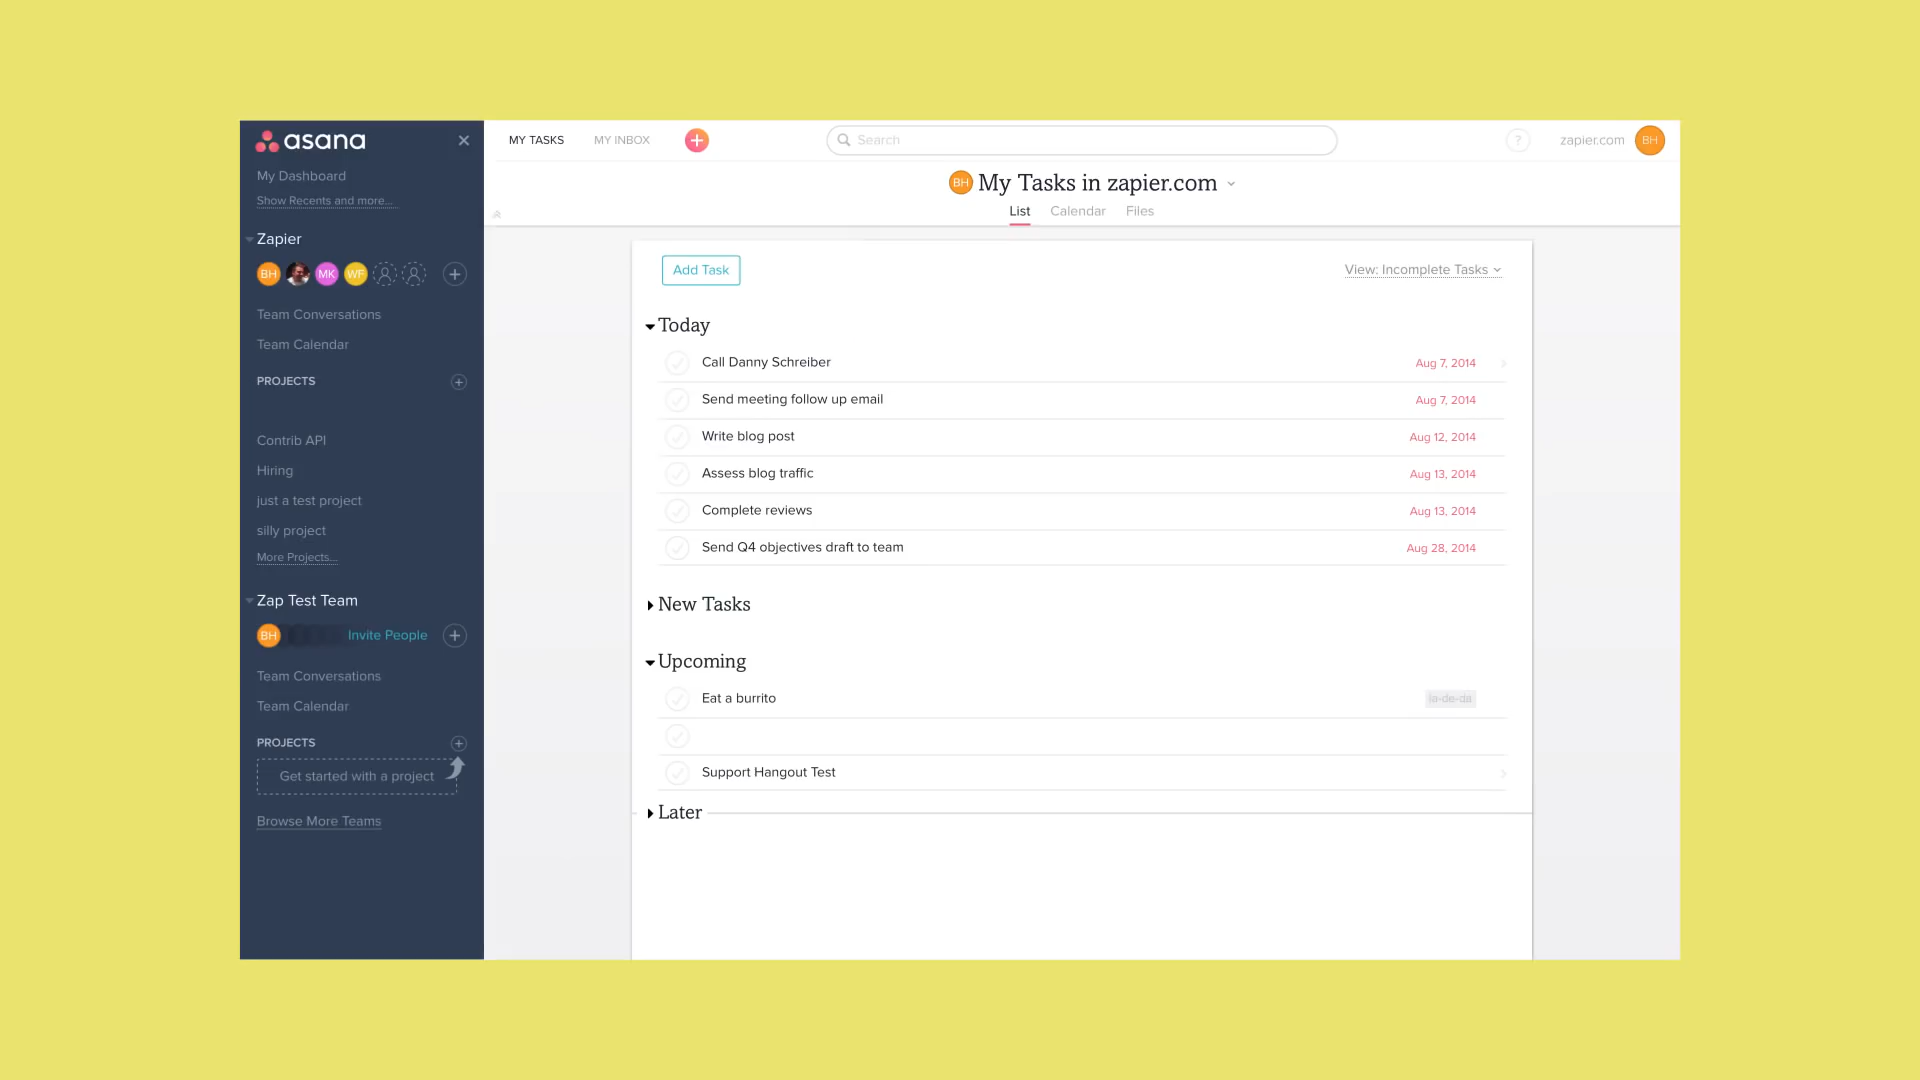 asana
My Dashboard
Show Recents and more...
Zapier
BH MK WF
Team Conversations
Team Calendar
PROJECTS
Contrib API
Hiring
just a test project
silly project
More Projects...
Zap Test Team
BH Invite People
Team Conversations
Team Calendar
PROJECTS
Get started with a project
Browse More Teams
MY TASKS MY INBOX Search ? zapier.com BH
BH My Tasks in zapier.com
List Calendar Files
Add Task View: Incomplete Tasks
Today
Call Danny Schreiber Aug 7, 2014
Send meeting follow up email Aug 7, 2014
Write blog post Aug 12, 2014
Assess blog traffic Aug 13, 2014
Complete reviews Aug 13, 2014
Send Q4 objectives draft to team Aug 28, 2014
New Tasks
Upcoming
Eat a burrito la-de-da
Support Hangout Test
Later